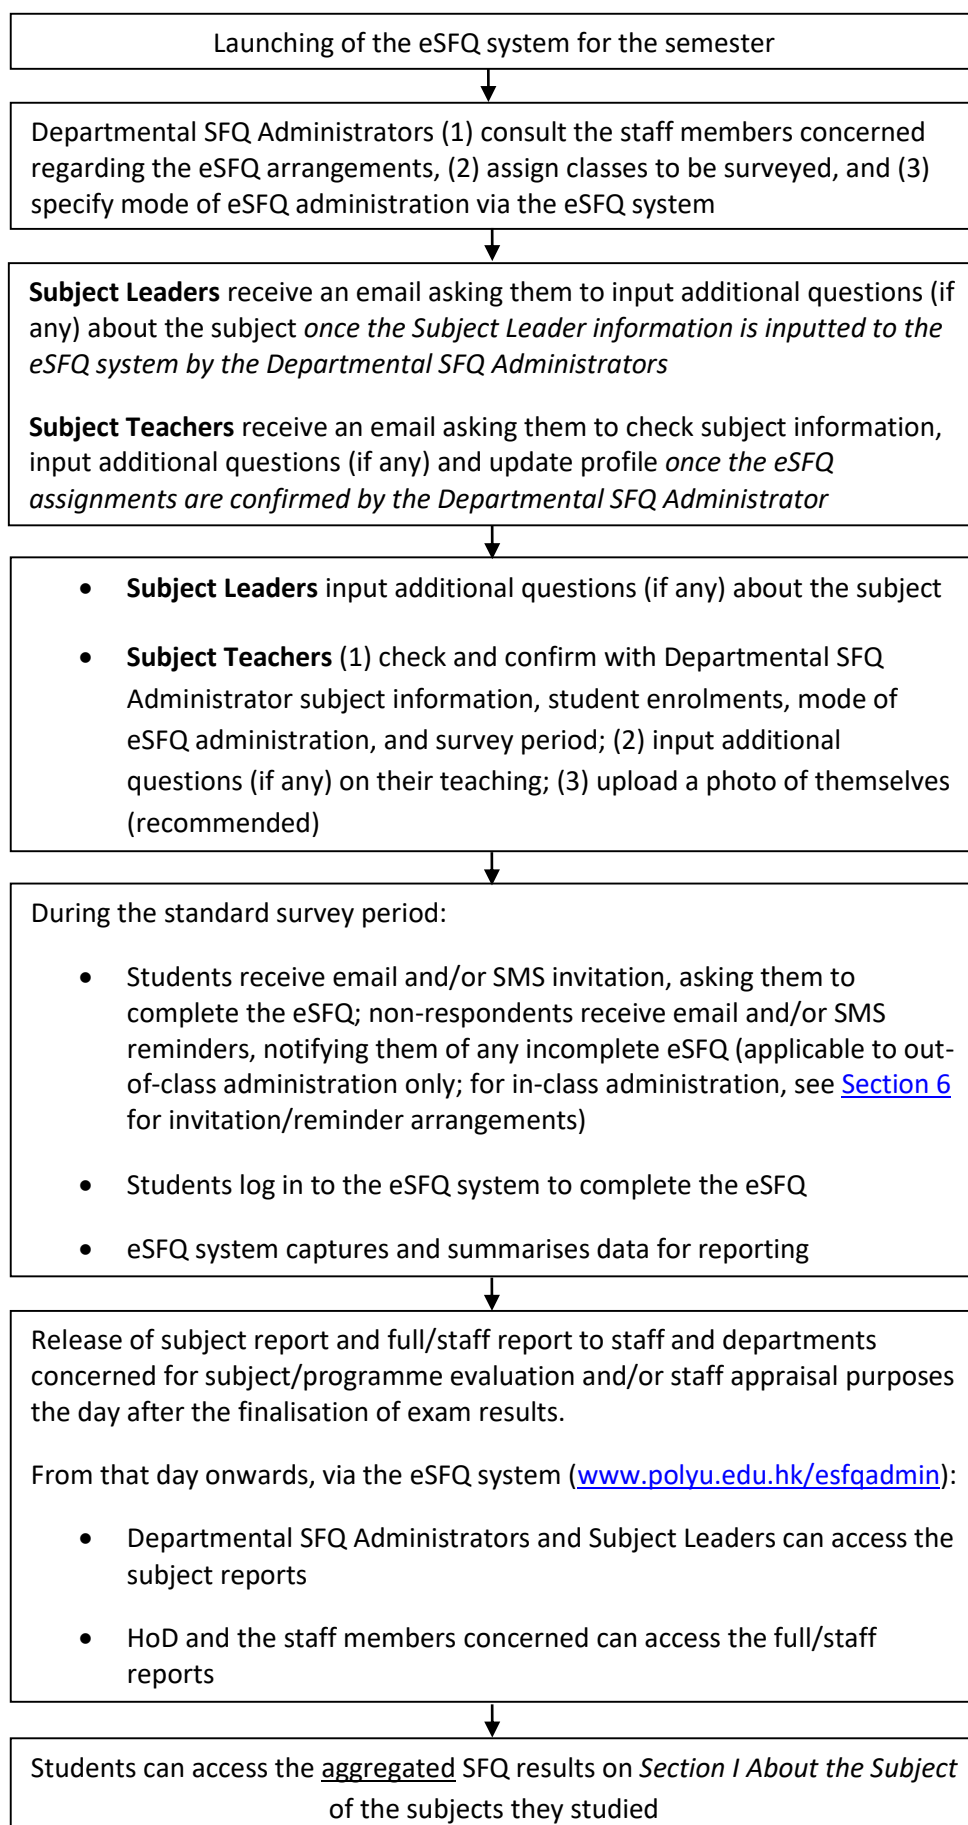 Launching of the eSFQ system for the semester
Departmental SFQ Administrators (1) consult the staff members concerned
regarding the eSFQ arrangements, (2) assign classes to be surveyed, and (3)
specify mode of eSFQ administration via the eSFQ system
Subject Leaders receive an email asking them to input additional questions (if
any) about the subject once the Subject Leader information is inputted to the
eSFQ system by the Departmental SFQ Administrators
Subject Teachers receive an email asking them to check subject information,
input additional questions (if any) and update profile once the eSFQ
assignments are confirmed by the Departmental SFQ Administrator
• Subject Leaders input additional questions (if any) about the subject
• Subject Teachers (1) check and confirm with Departmental SFQ
Administrator subject information, student enrolments, mode of
eSFQ administration, and survey period; (2) input additional
questions (if any) on their teaching; (3) upload a photo of themselves
(recommended)
During the standard survey period:
• Students receive email and/or SMS invitation, asking them to
complete the eSFQ; non-respondents receive email and/or SMS
reminders, notifying them of any incomplete eSFQ (applicable to out-
of-class administration only; for in-class administration, see Section 6
for invitation/reminder arrangements)
• Students log in to the eSFQ system to complete the eSFQ
• eSFQ system captures and summarises data for reporting
Release of subject report and full/staff report to staff and departments
concerned for subject/programme evaluation and/or staff appraisal purposes
the day after the finalisation of exam results.
From that day onwards, via the eSFQ system (www.polyu.edu.hk/esfqadmin):
• Departmental SFQ Administrators and Subject Leaders can access the
subject reports
• HoD and the staff members concerned can access the full/staff
reports
Students can access the aggregated SFQ results on Section I About the Subject
of the subjects they studied